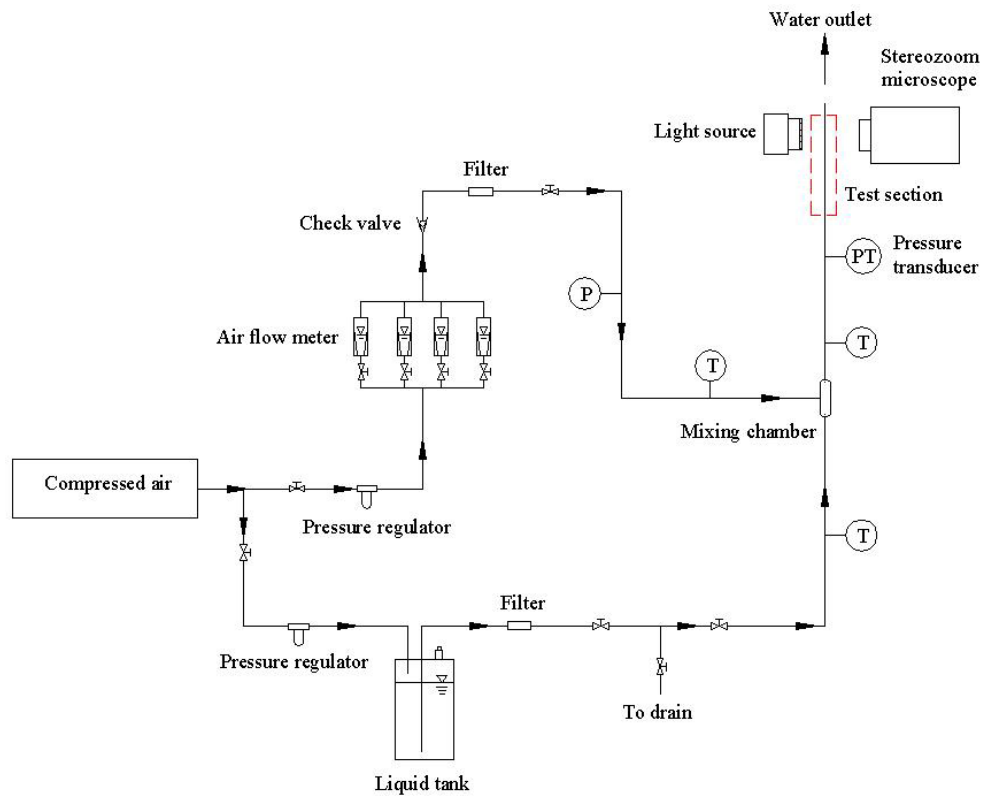 Water outlet
Stereozoom
microscope
Light source
Filter
Test section
Check valve
Pressure
transducer
PT
P
Air flow meter
T
T
Mixing chamber
Compressed air
Pressure regulator
T
Filter
Pressure regulator
To drain
Liquid tank